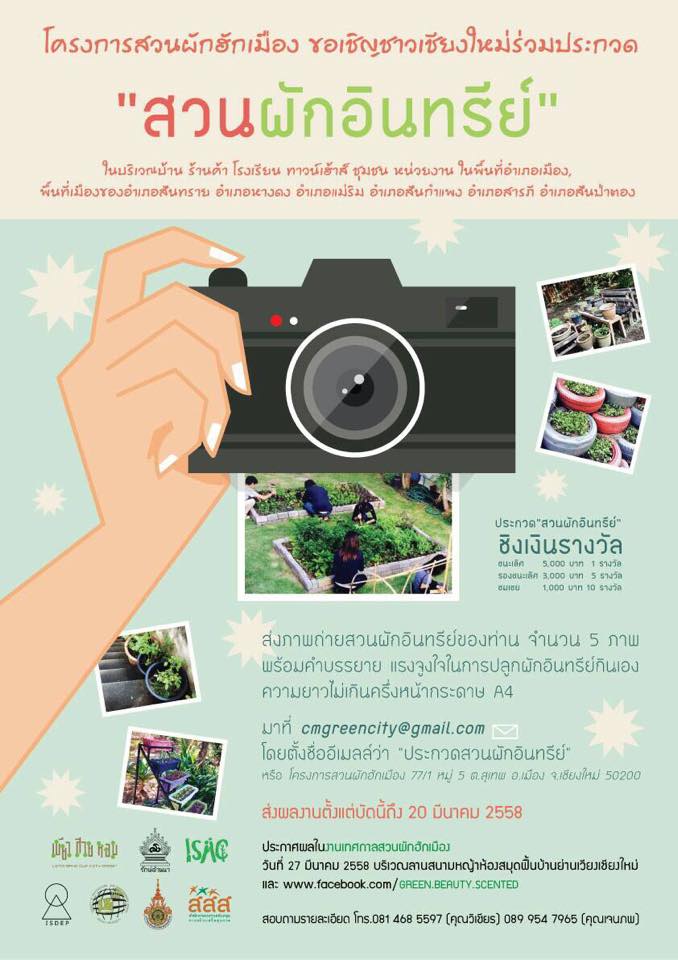 โครงการสวนผักฮักเมือง ขอเชิญชาวเชียงใหม่ร่วมประกวด
"สวนผักอินทรีย์"
ในบริเวณบ้าน ร้านค้า โรงเรียน ทาวน์เฮ้าส์ ชุมชน หน่วยงาน ในพื้นที่อำเภอเมือง,
พื้นที่เมืองของอำเภอสันทราย อำเภอหางดง อำเภอแม่ริม อำเภอสันกำแพง อำเภอสารภี อำเภอสันป่าตอง
ประกวด"สวนผักอินทรีย์"
ชิงเงินรางวัล
ชนะเลิศ 5,000 บาท 1 รางวัล
รองชนะเลิศ 3,000 บาท 5 รางวัล
ชมเชย 1,000 บาท 10 รางวัล
ส่งภาพถ่ายสวนผักอินทรีย์ของท่าน จำนวน 5 ภาพ
พร้อมคำบรรยาย แรงจูงใจในการปลูกผักอินทรีย์กินเอง
ความยาวไม่เกินครึ่งหน้ากระดาษ A4
มาที่ cmgreencity@gmail.com
โดยตั้งชื่ออีเมลล์ว่า "ประกวดสวนผักอินทรีย์"
หรือ โครงการสวนผักฮักเมือง 77/1 หมู่ 5 ต.สุเทพ อ.เมือง จ.เชียงใหม่ 50200
ส่งผลงานตั้งแต่บัดนี้ถึง 20 มีนาคม 2558
ประกาศผลในงานเทศกาลสวนผักฮักเมือง
วันที่ 27 มีนาคม 2558 บริเวณลานสนามหญ้าห้องสมุดฟื้นบ้านย่านเวียงเชียงใหม่
และ www.facebook.com/GREEN.BEAUTY.SCENTED
สอบถามรายละเอียด โทร.081 468 5597 (คุณวิเชียร) 089 954 7965 (คุณเจนภพ)
เขียว สวย หอม
รักษ์ล้านนา
ISAC
ISDEP
สสส